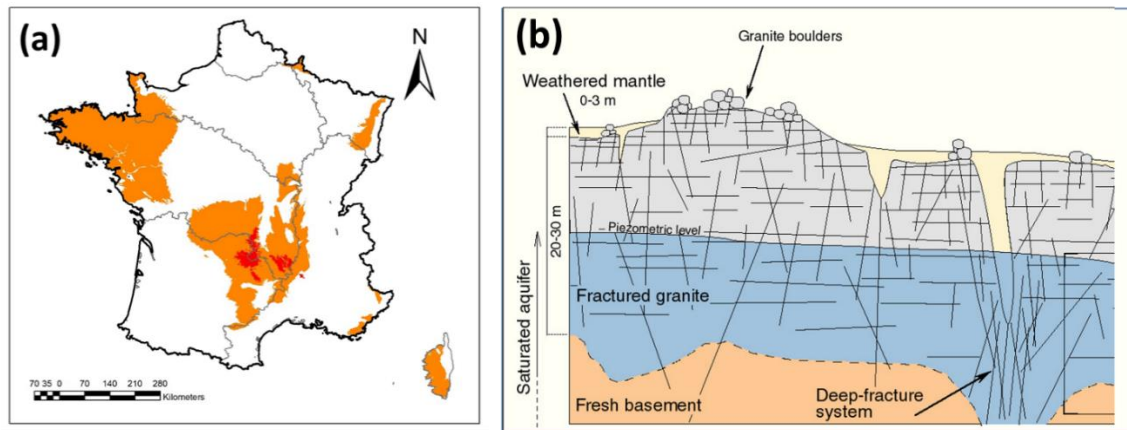 (a)
N
70 35 0 70 140 210 280
Kilometers
(b)
Granite boulders
Weathered mantle
0-3 m
20-30 m
Piezometric level
Saturated aquifer
Fractured granite
Fresh basement
Deep-fracture
system